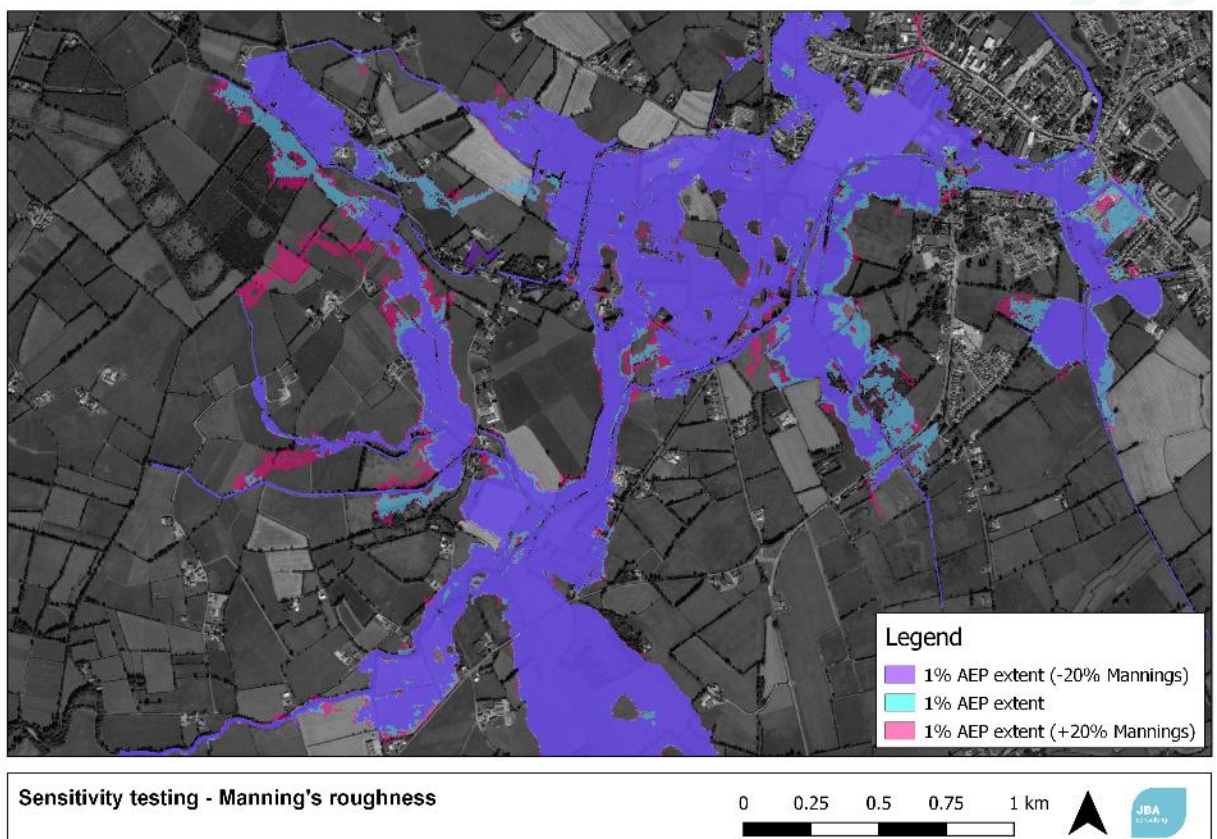 Legend
1% AEP extent (-20% Mannings)
1% AEP extent
1% AEP extent (+20% Mannings)
Sensitivity testing - Manning's roughness
0 0.25 0.5 0.75 1 km
JBA
consulting